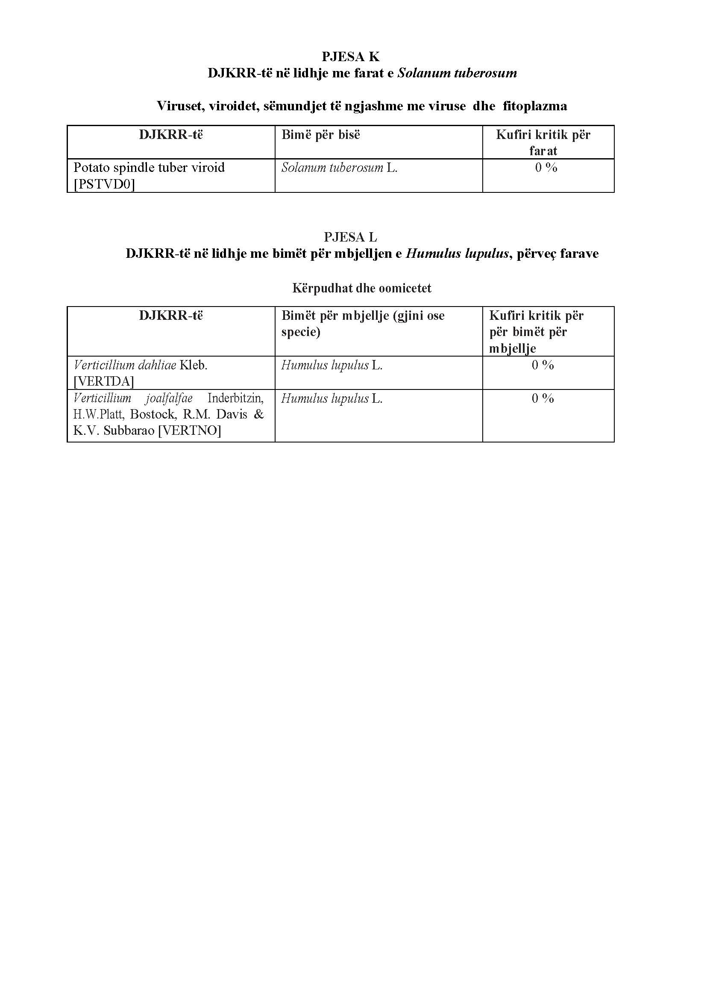 PJESA K
DJKRR-të në lidhje me farat e Solanum tuberosum
Viruset, viroidet, sëmundjet të ngjashme me viruse dhe fitoplazma
DJKRR-të
Bimë për bisë
Kufiri kritik për
farat
Potato spindle tuber viroid
[PSTVD0]
Solanum tuberosum L.
0 %
PJESA L
DJKRR-të në lidhje me bimët për mbjelljen e Humulus lupulus, përveç farave
Kërpudhat dhe oomicetet
DJKRR-të
Bimët për mbjellje (gjini ose
specie)
Kufiri kritik për
për bimët për
mbjellje
Verticillium dahliae Kleb.
[VERTDA]
Humulus lupulus L.
0 %
Verticillium joalfalfae Inderbitzin,
H.W.Platt, Bostock, R.M. Davis &
K.V. Subbarao [VERTNO]
Humulus lupulus L.
0 %